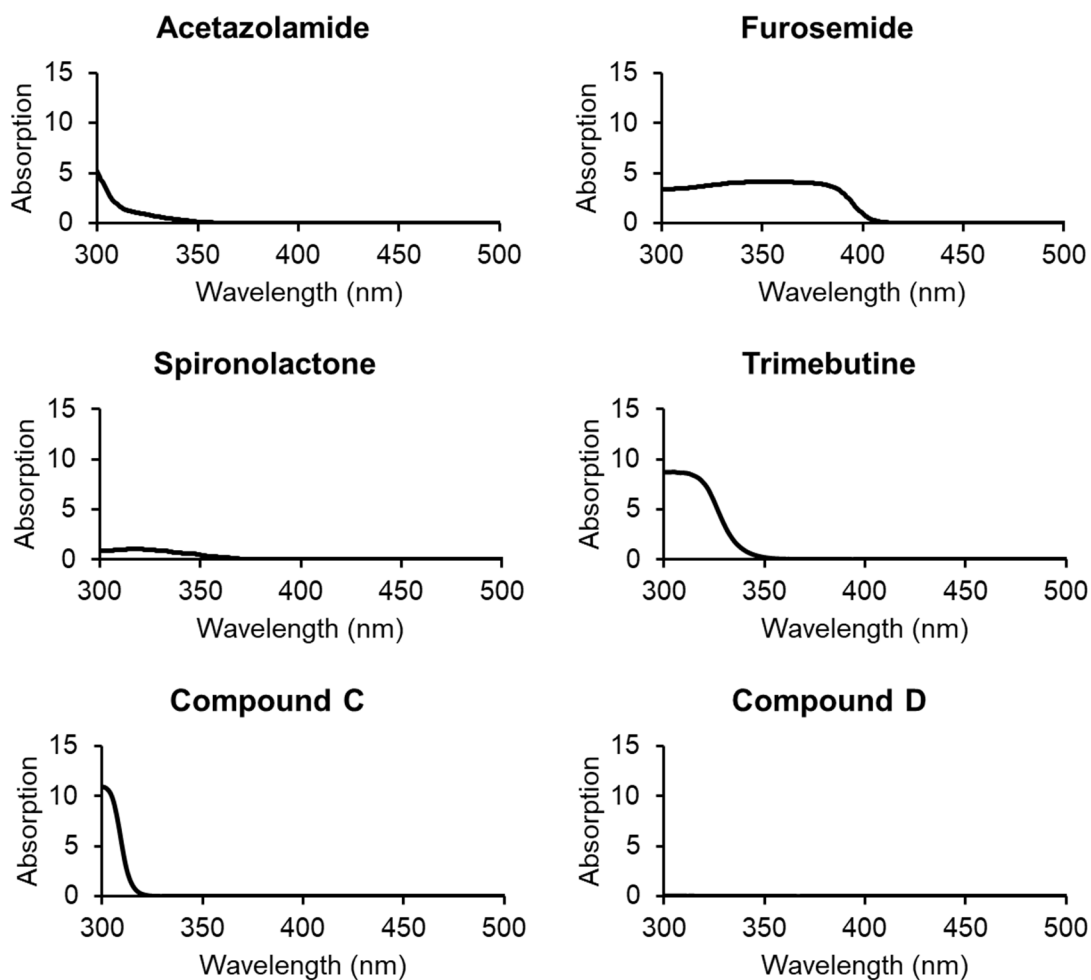 Acetazolamide
15
10
5
0
Absorption
300 350 400 450 500
Wavelength (nm)
Furosemide
15
10
5
0
Absorption
300 350 400 450 500
Wavelength (nm)
Spironolactone
15
10
5
0
Absorption
300 350 400 450 500
Wavelength (nm)
Trimebutine
15
10
5
0
Absorption
300 350 400 450 500
Wavelength (nm)
Compound C
15
10
5
0
Absorption
300 350 400 450 500
Wavelength (nm)
Compound D
15
10
5
0
Absorption
300 350 400 450 500
Wavelength (nm)